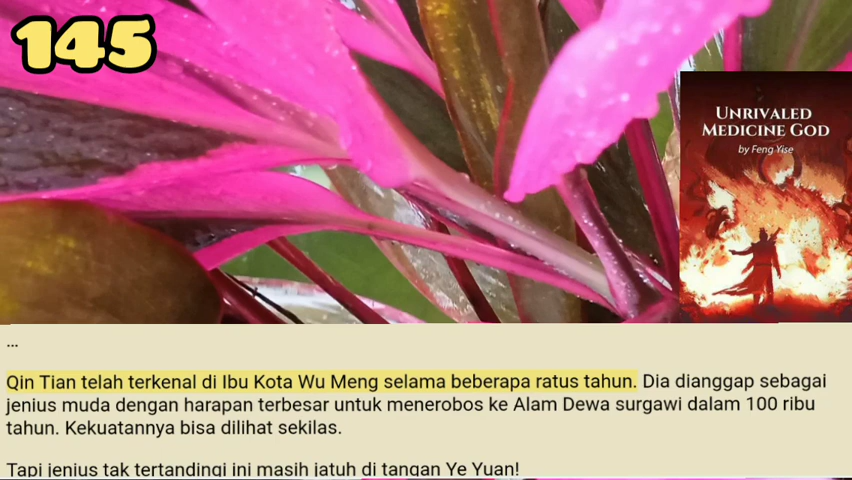 145
UNRIVALED
MEDICINE GOD
by Feng Yise
...
Qin Tian telah terkenal di Ibu Kota Wu Meng selama beberapa ratus tahun. Dia dianggap sebagai
jenius muda dengan harapan terbesar untuk menerobos ke Alam Dewa surgawi dalam 100 ribu
tahun. Kekuatannya bisa dilihat sekilas.
Tapi jenius tak tertandingi ini masih jatuh di tangan Ye Yuan!